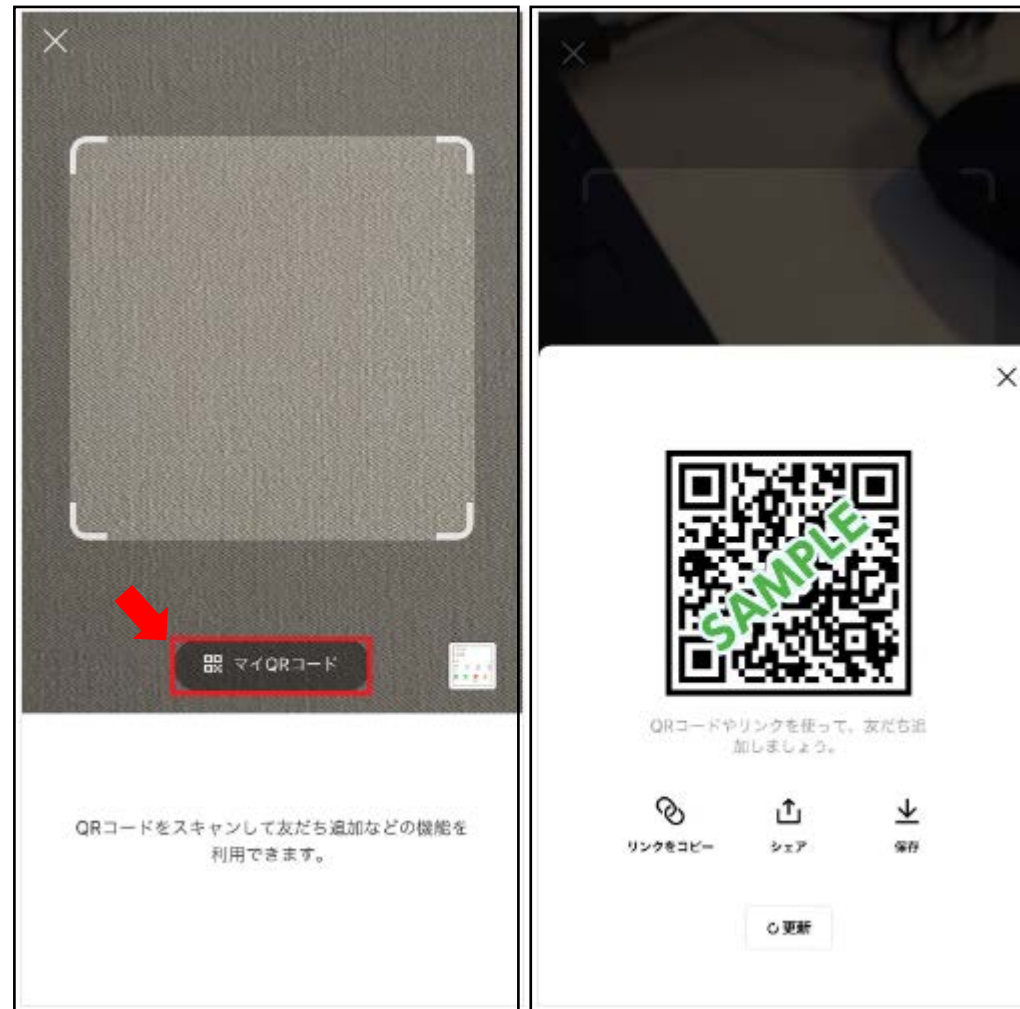 マイQRコード
QRコードをスキャンして友だち追加などの機能を
利用できます。
SAMPLE
QRコードやリンクを使って、友だち追
加しましょう。
リンクをコピー
シェア
保存
更新